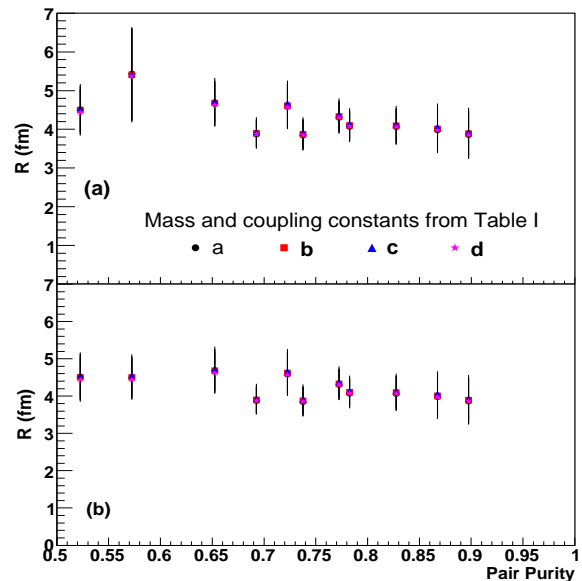 7
6
5
4
3
2
1
R (fm)
(a)
Mass and coupling constants from Table I
a b c d
7
6
5
4
3
2
1
0
R (fm)
(b)
0.5 0.55 0.6 0.65 0.7 0.75 0.8 0.85 0.9 0.95 1
Pair Purity